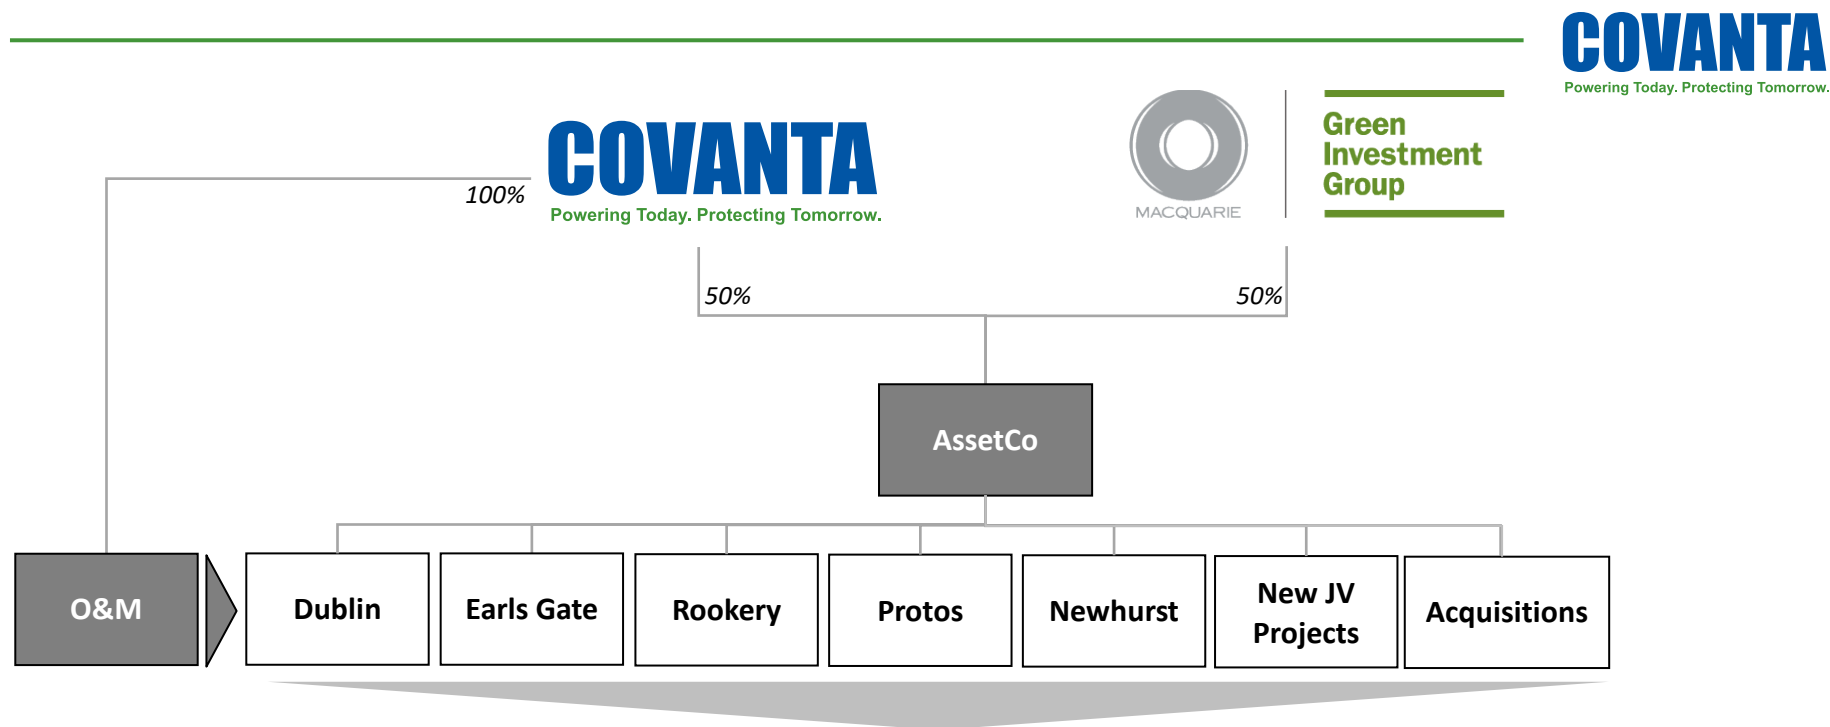 COVANTA
Powering Today. Protecting Tomorrow.
COVANTA
Powering Today. Protecting Tomorrow.
MACQUARIE
Green
Investment
Group
100%
50%
50%
AssetCo
O&M
Dublin
Earls Gate
Rookery
Protos
Newhurst
New JV
Projects
Acquisitions